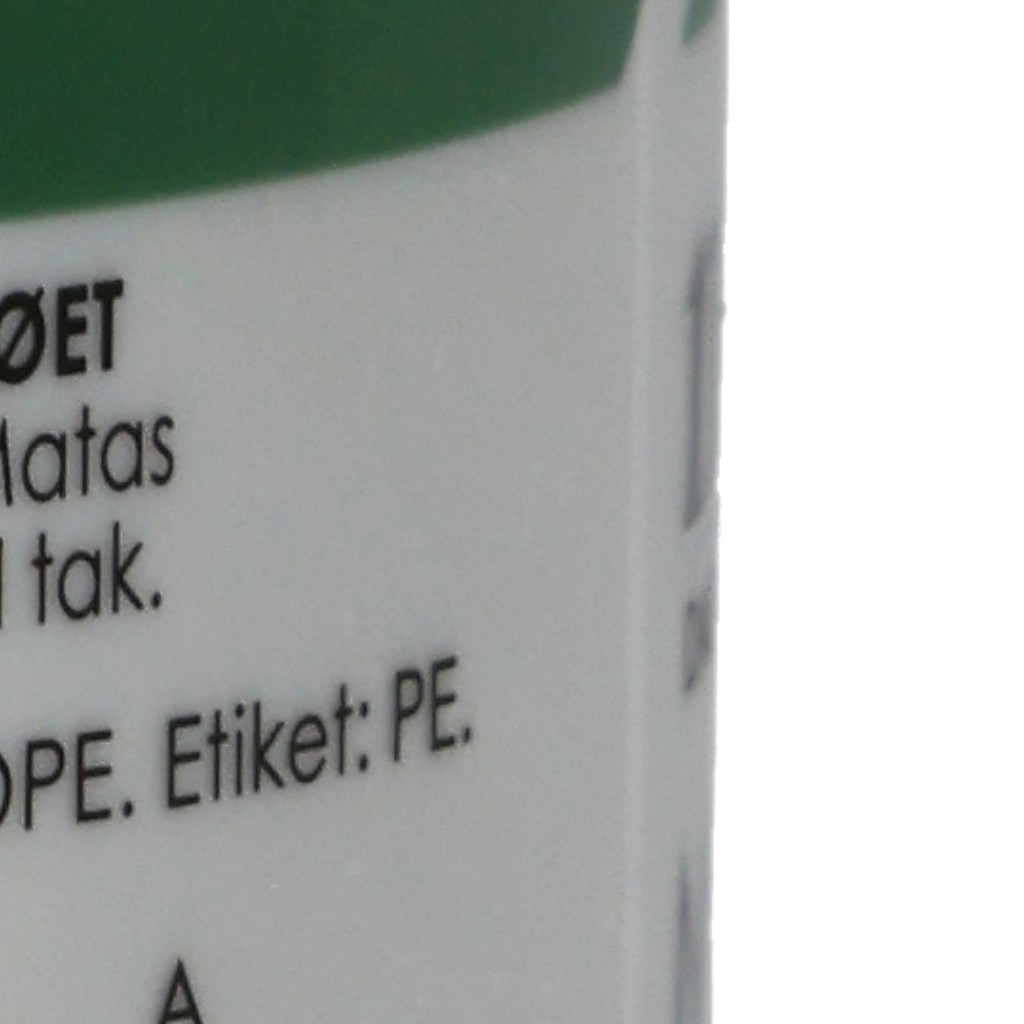 ØET
Matas
tak.
PE. Etiket: PE.
A